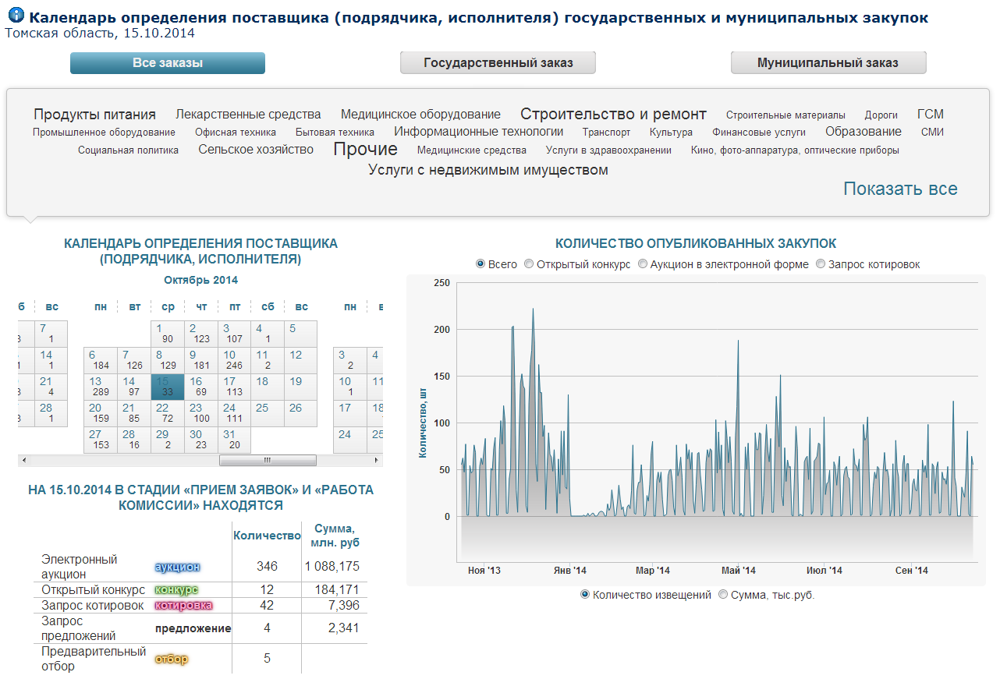 Календарь определения поставщика (подрядчика, исполнителя) государственных и муниципальных закупок
Томская область, 15.10.2014
Все заказы Государственный заказ Муниципальный заказ
Продукты питания Лекарственные средства Медицинское оборудование Строительство и ремонт Строительные материалы Дороги ГСМ
Промышленное оборудование Офисная техника Бытовая техника Информационные технологии Транспорт Культура Финансовые услуги Образование СМИ
Социальная политика Сельское хозяйство Прочие Медицинские средства Услуги в здравоохранении Кино, фото-аппаратура, оптические приборы
Услуги с недвижимым имуществом
Показать все
КАЛЕНДАРЬ ОПРЕДЕЛЕНИЯ ПОСТАВЩИКА
(ПОДРЯДЧИКА, ИСПОЛНИТЕЛЯ)
Октябрь 2014
б вс пн вт ср чт пт сб вс пн
7 1 2 3 4 5
1 90 123 107 1
14 6 7 8 9 10 11 12 3 4
1 184 126 129 181 246 2 2
21 13 14 15 16 17 18 19 10 11
4 289 97 33 69 113 1
28 20 21 22 23 24 25 26 17 18
1 159 85 72 100 111
27 28 29 30 31 24 25
153 16 2 23 20
НА 15.10.2014 В СТАДИИ «ПРИЕМ ЗАЯВОК» И «РАБОТА
КОМИССИИ» НАХОДЯТСЯ
Количество Сумма,
млн. руб
Электронный
аукцион аукцион 346 1 088,175
Открытый конкурс конкурс 12 184,171
Запрос котировок котировка 42 7,396
Запрос
предложений предложение 4 2,341
Предварительный
отбор отбор 5
КОЛИЧЕСТВО ОПУБЛИКОВАННЫХ ЗАКУПОК
Всего Открытый конкурс Аукцион в электронной форме Запрос котировок
250
200
150
100
50
0
Количество, шт
Ноя '13 Янв '14 Мар '14 Май '14 Июл '14 Сен '14
Количество извещений Сумма, тыс.руб.